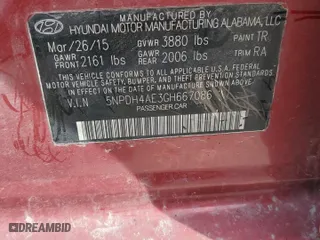 HYUNDAI MOTOR MANUFACTURING ALABAMA, LLC
Mar/26/15 GVWR 3880 lbs PAINT TR
GAWR FRONT 2161 lbs GAWR REAR 2006 lbs TRIM RA
THIS VEHICLE CONFORMS TO ALL APPLICABLE
FEDERAL MOTOR VEHICLE SAFETY, BUMPER, AND
THEFT PREVENTION STANDARDS IN EFFECT ON THE
DATE OF MANUFACTURE SHOWN ABOVE.
V.I.N 5NPDH4AE3GH667086
PASSENGER CAR
DREAMBID